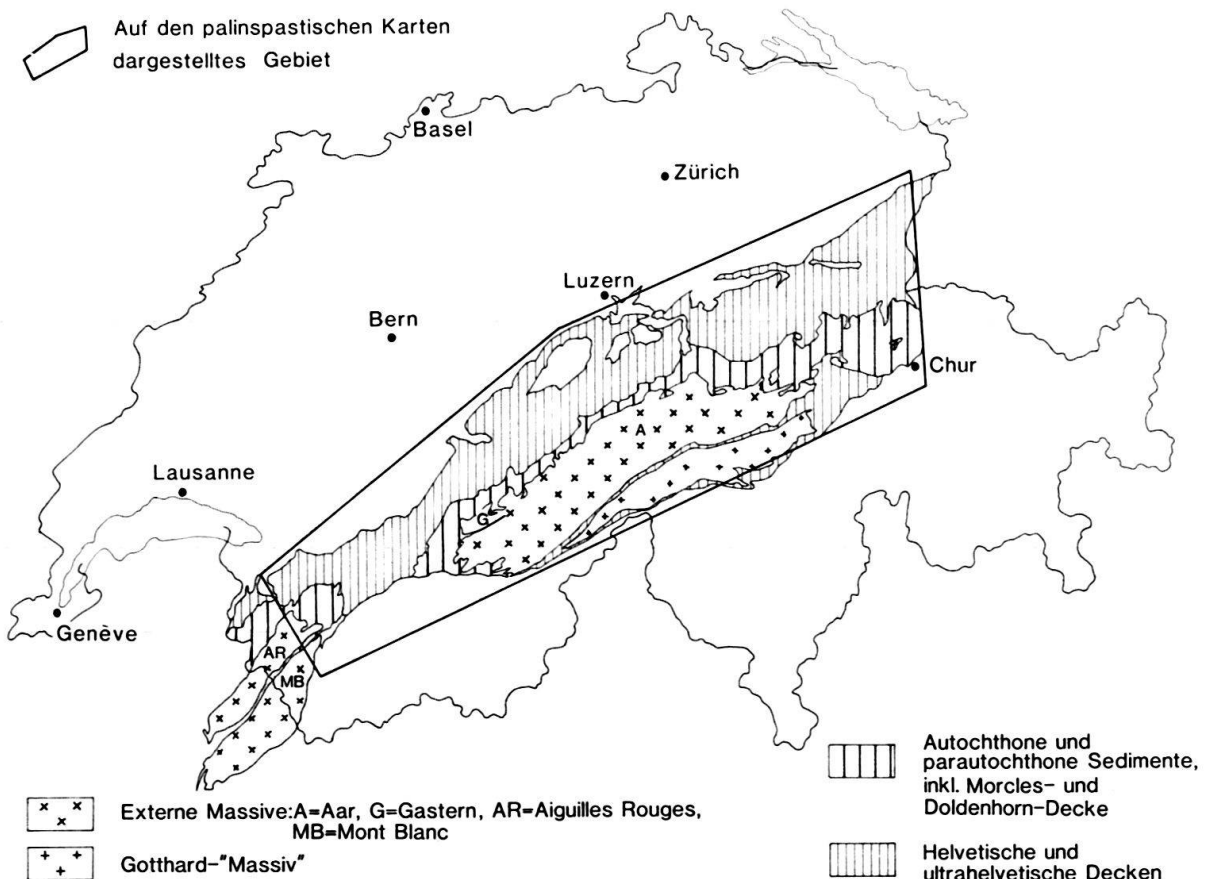 Auf den palinspastischen Karten
dargestelltes Gebiet
Basel
Zürich
Luzern
Bern
Chur
A
Lausanne
G
Genève
AR
MB
Autochthone und
parautochthone Sedimente,
inkl. Morcles- und
Doldenhorn-Decke
Externe Massive: A=Aar, G=Gastern, AR=Aiguilles Rouges,
MB=Mont Blanc
Gotthard-"Massiv"
Helvetische und
ultrahelvetische Decken